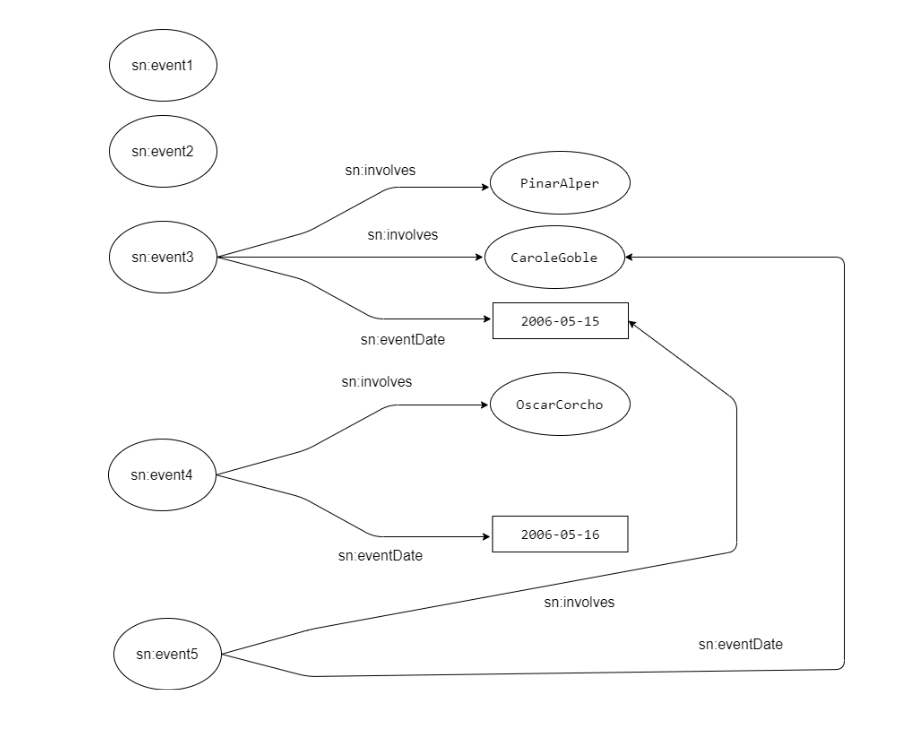 sn:event1
sn:event2
sn:involves
PinarAlper
sn:involves
sn:event3
CaroleGoble
2006-05-15
sn:eventDate
sn:involves
OscarCorcho
sn:event4
2006-05-16
sn:eventDate
sn:involves
sn:eventDate
sn:event5